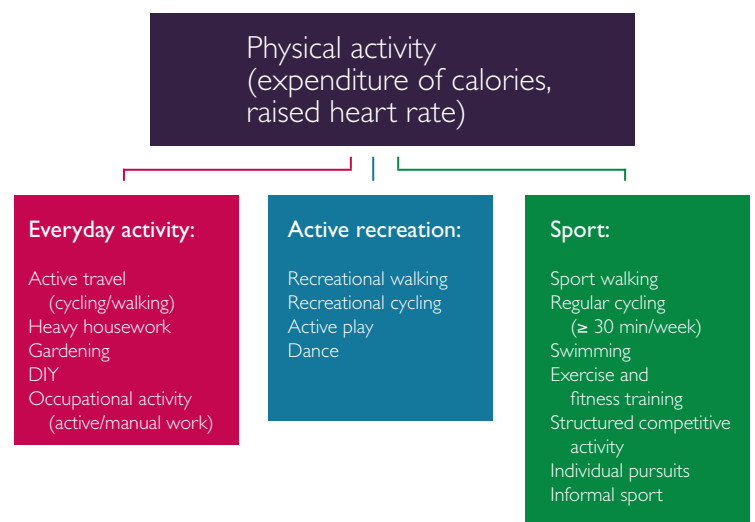 Physical activity
(expenditure of calories,
raised heart rate)
Everyday activity:
Active travel
(cycling/walking)
Heavy housework
Gardening
DIY
Occupational activity
(active/manual work)
Active recreation:
Recreational walking
Recreational cycling
Active play
Dance
Sport:
Sport walking
Regular cycling
(≥ 30 min/week)
Swimming
Exercise and
fitness training
Structured competitive
activity
Individual pursuits
Informal sport